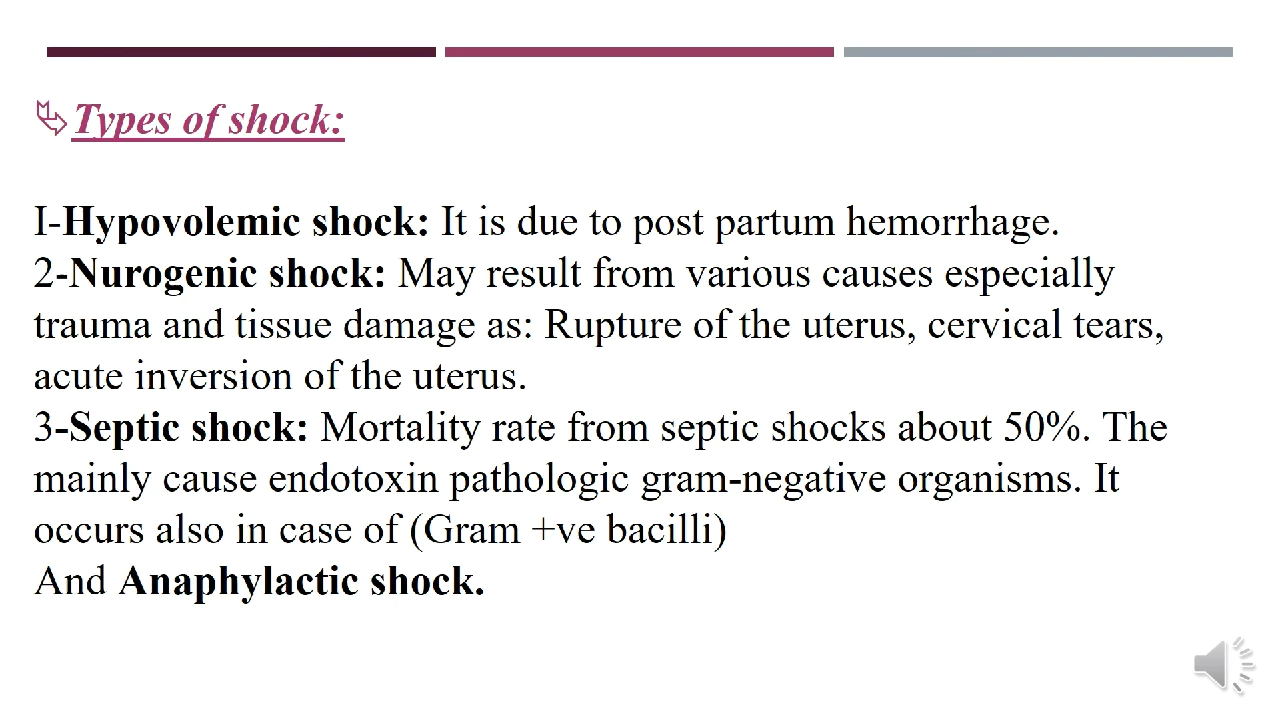 Types of shock:
I-Hypovolemic shock: It is due to post partum hemorrhage.
2-Nurogenic shock: May result from various causes especially
trauma and tissue damage as: Rupture of the uterus, cervical tears,
acute inversion of the uterus.
3-Septic shock: Mortality rate from septic shocks about 50%. The
mainly cause endotoxin pathologic gram-negative organisms. It
occurs also in case of (Gram +ve bacilli)
And Anaphylactic shock.